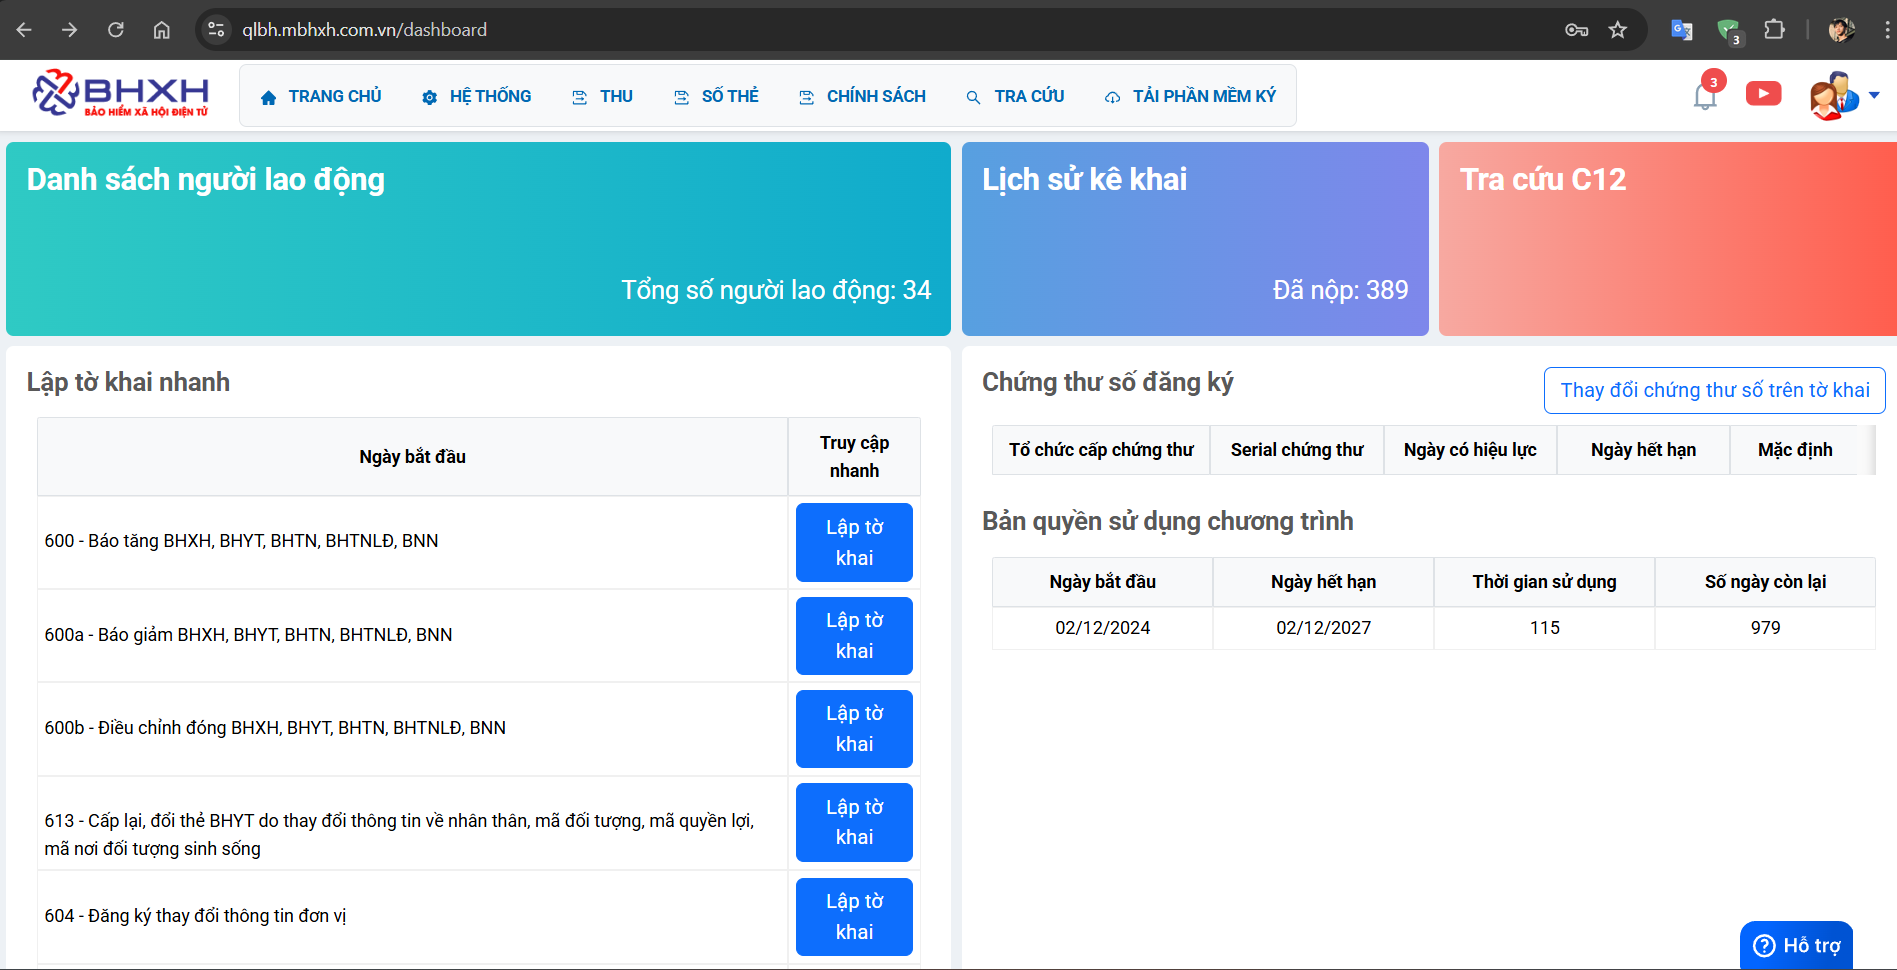 qlbh.mbhxh.com.vn/dashboard
3
BHXH
BẢO HIỂM XÃ HỘI ĐIỆN TỬ
TRANG CHỦ
HỆ THỐNG
THU
SỔ THẺ
CHÍNH SÁCH
TRA CỨU
TẢI PHẦN MỀM KÝ
3
Danh sách người lao động
Tổng số người lao động: 34
Lịch sử kê khai
Đã nộp: 389
Tra cứu C12
Lập tờ khai nhanh
Ngày bắt đầu
Truy cập
nhanh
600 - Báo tăng BHXH, BHYT, BHTN, BHTNLĐ, BNN
Lập tờ
khai
600a - Báo giảm BHXH, BHYT, BHTN, BHTNLĐ, BNN
Lập tờ
khai
600b - Điều chỉnh đóng BHXH, BHYT, BHTN, BHTNLĐ, BNN
Lập tờ
khai
613 - Cấp lại, đổi thẻ BHYT do thay đổi thông tin về nhân thân, mã đối tượng, mã quyền lợi,
mã nơi đối tượng sinh sống
Lập tờ
khai
604 - Đăng ký thay đổi thông tin đơn vị
Lập tờ
khai
Chứng thư số đăng ký
Thay đổi chứng thư số trên tờ khai
Tổ chức cấp chứng thư
Serial chứng thư
Ngày có hiệu lực
Ngày hết hạn
Mặc định
Bản quyền sử dụng chương trình
Ngày bắt đầu
Ngày hết hạn
Thời gian sử dụng
Số ngày còn lại
02/12/2024
02/12/2027
115
979
Hỗ trợ